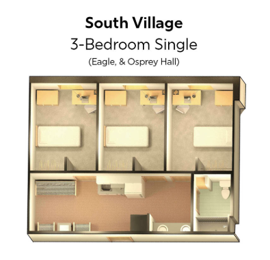 South Village
3-Bedroom Single
(Eagle, & Osprey Hall)